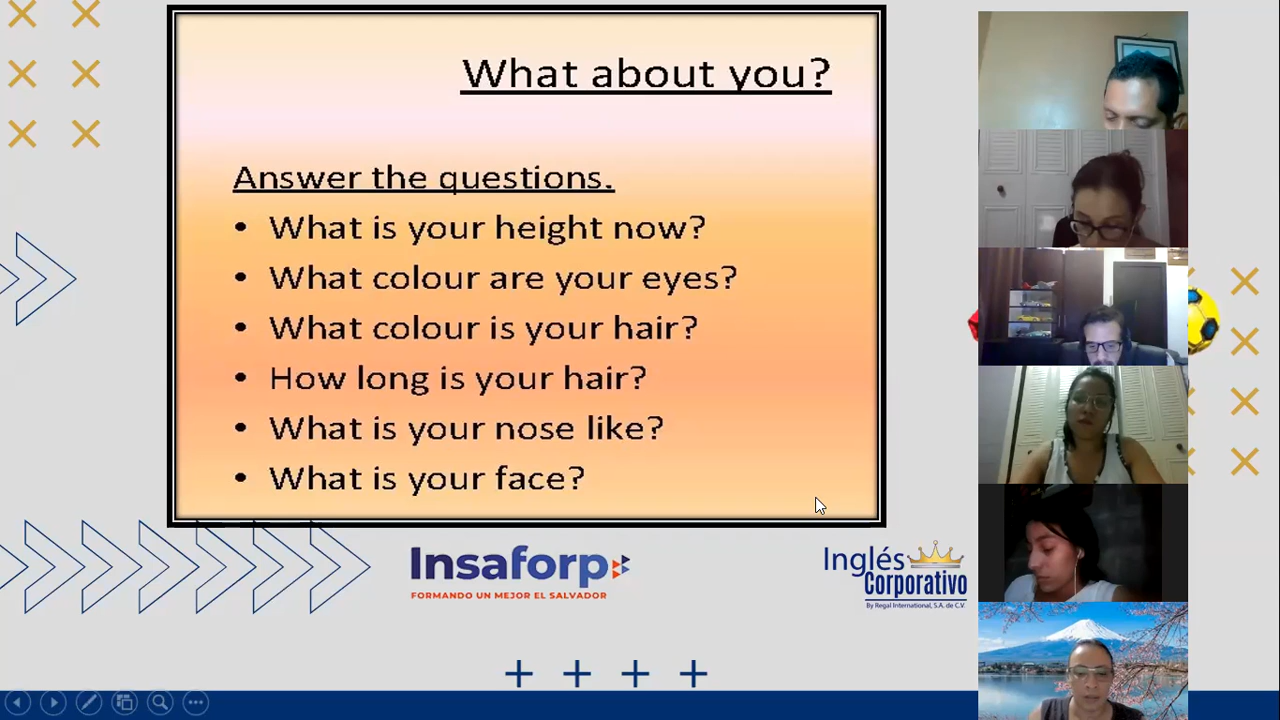 What about you?
Answer the questions.
• What is your height now?
• What colour are your eyes?
• What colour is your hair?
• How long is your hair?
• What is your nose like?
• What is your face?
Insaforp
FORMANDO UN MEJOR EL SALVADOR
Inglés
Corporativo
By Regal International, S.A. de C.V.